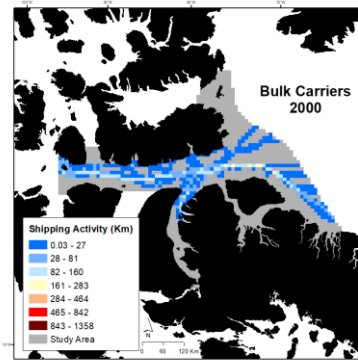 Bulk Carriers
2000
Shipping Activity (Km)
0.03 - 27
28 - 81
82 - 160
161 - 283
284 - 464
465 - 842
843 - 1358
Study Area
N
0 60 120 Km